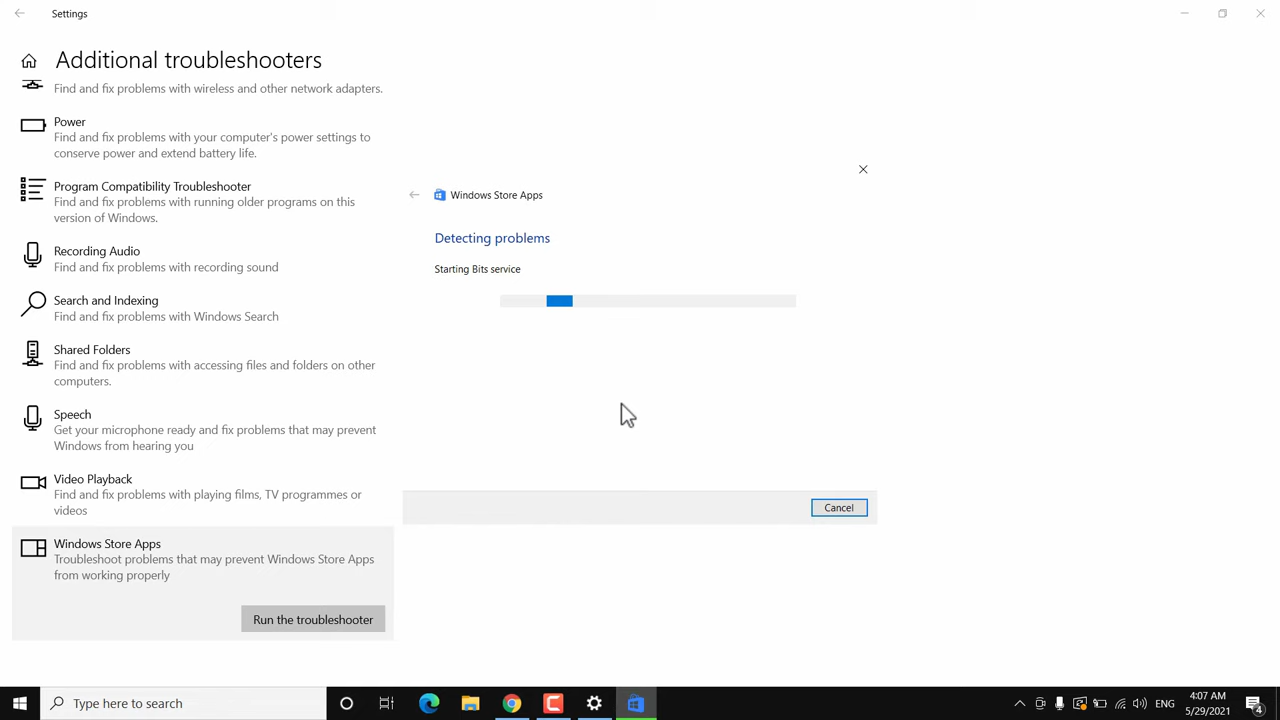 Settings
Additional troubleshooters
Find and fix problems with wireless and other network adapters.
Power
Find and fix problems with your computer's power settings to
conserve power and extend battery life.
Program Compatibility Troubleshooter
Find and fix problems with running older programs on this
version of Windows.
Recording Audio
Find and fix problems with recording sound
Search and Indexing
Find and fix problems with Windows Search
Shared Folders
Find and fix problems with accessing files and folders on other
computers.
Speech
Get your microphone ready and fix problems that may prevent
Windows from hearing you
Video Playback
Find and fix problems with playing films, TV programmes or
videos
Windows Store Apps
Troubleshoot problems that may prevent Windows Store Apps
from working properly
Run the troubleshooter
Windows Store Apps
Detecting problems
Starting Bits service
Cancel
Type here to search
ENG
4:07 AM
5/29/2021
4